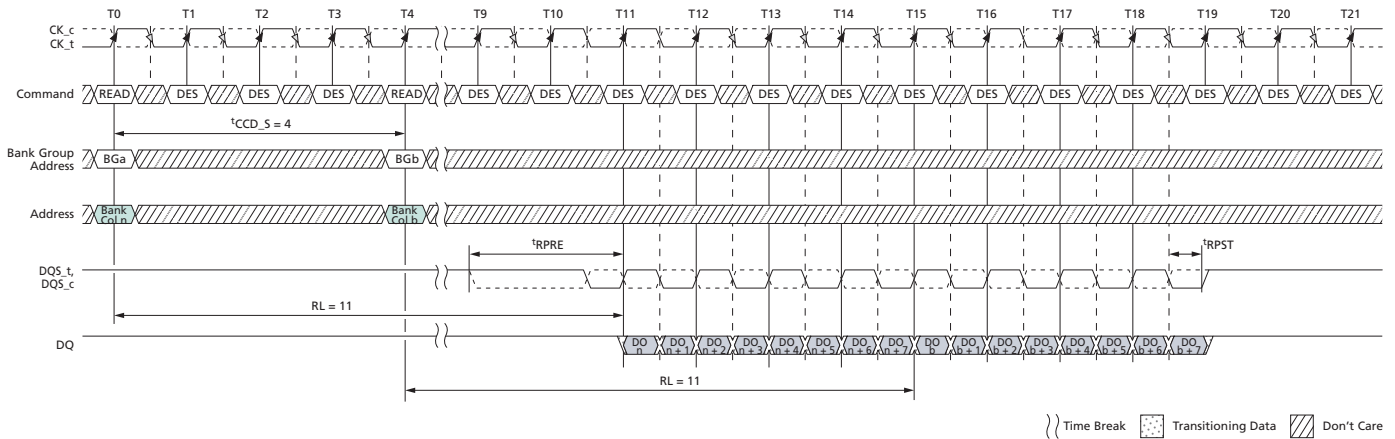 T0 T1 T2 T3 T4 T9 T10 T11 T12 T13 T14 T15 T16 T17 T18 T19 T20 T21
CK_c
CK_t
Command READ DES DES DES READ DES DES DES DES DES DES DES DES DES DES DES DES DES
tCCD_S = 4
Bank Group
Address
BGa BGb
Address
Bank
Col n
Bank
Col b
tRPRE tRPST
DQS_t,
DQS_c
RL = 11
DQ
DO
n
DO
n + 1
DO
n + 2
DO
n + 3
DO
n + 4
DO
n + 5
DO
n + 6
DO
n + 7
DO
b
DO
b + 1
DO
b + 2
DO
b + 3
DO
b + 4
DO
b + 5
DO
b + 6
DO
b + 7
RL = 11
Time Break Transitioning Data Don't Care